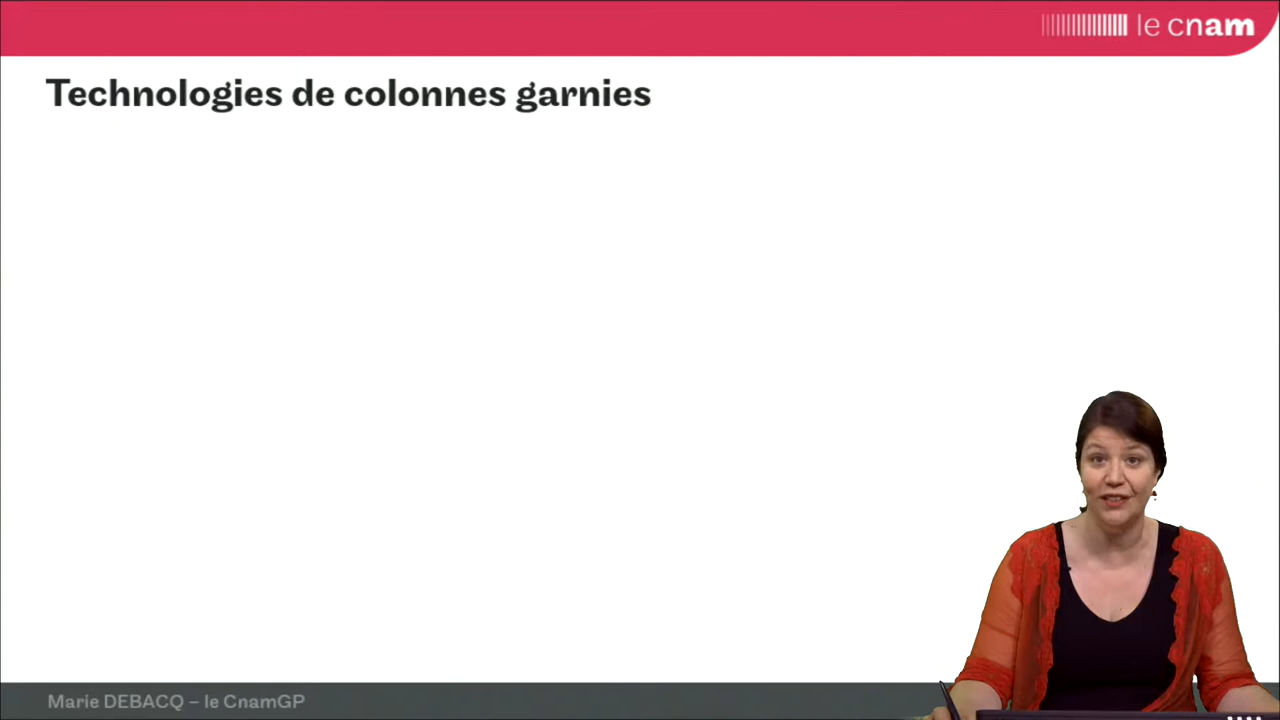 le cnam
Technologies de colonnes garnies
Marie DEBACQ – le CnamGP